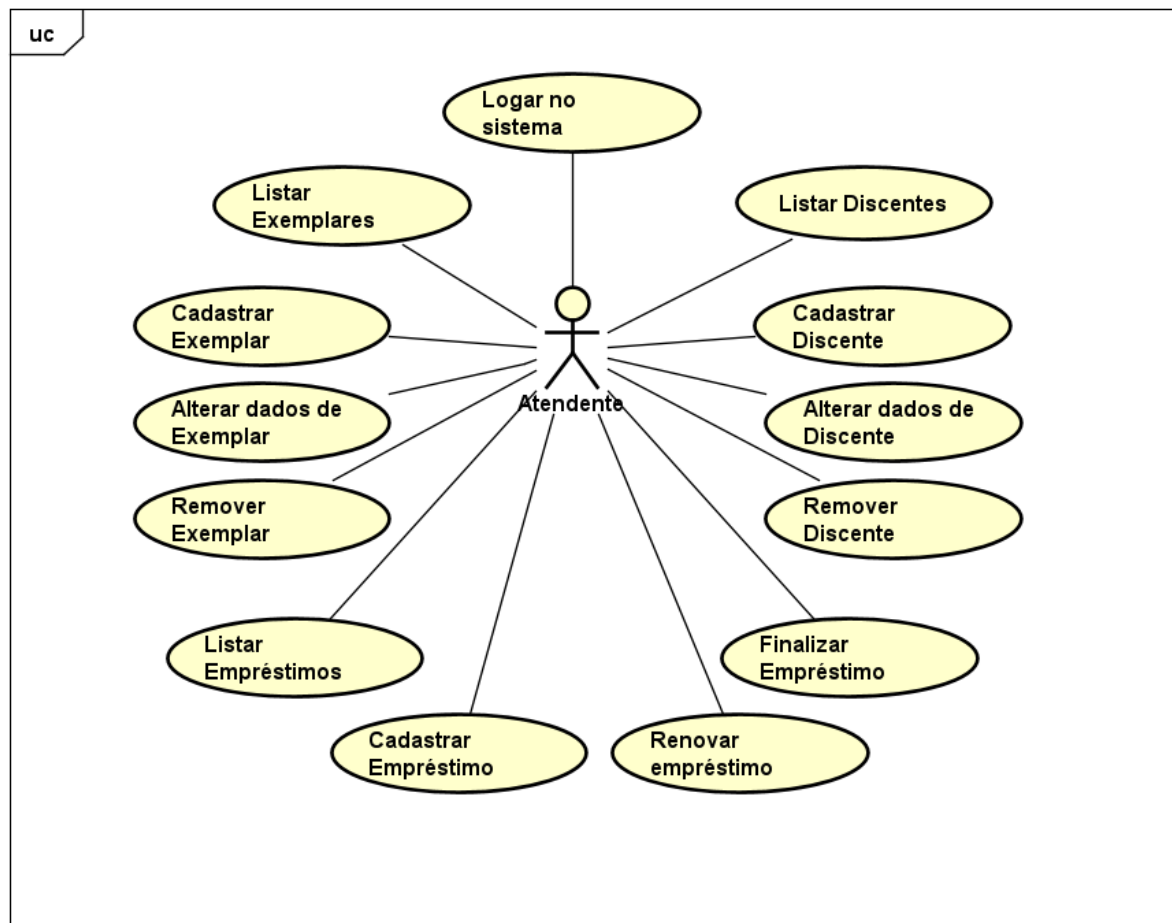 uc
Logar no
sistema
Listar
Exemplares
Listar Discentes
Cadastrar
Exemplar
Cadastrar
Discente
Atendente
Alterar dados de
Exemplar
Alterar dados de
Discente
Remover
Exemplar
Remover
Discente
Listar
Empréstimos
Finalizar
Empréstimo
Cadastrar
Empréstimo
Renovar
empréstimo